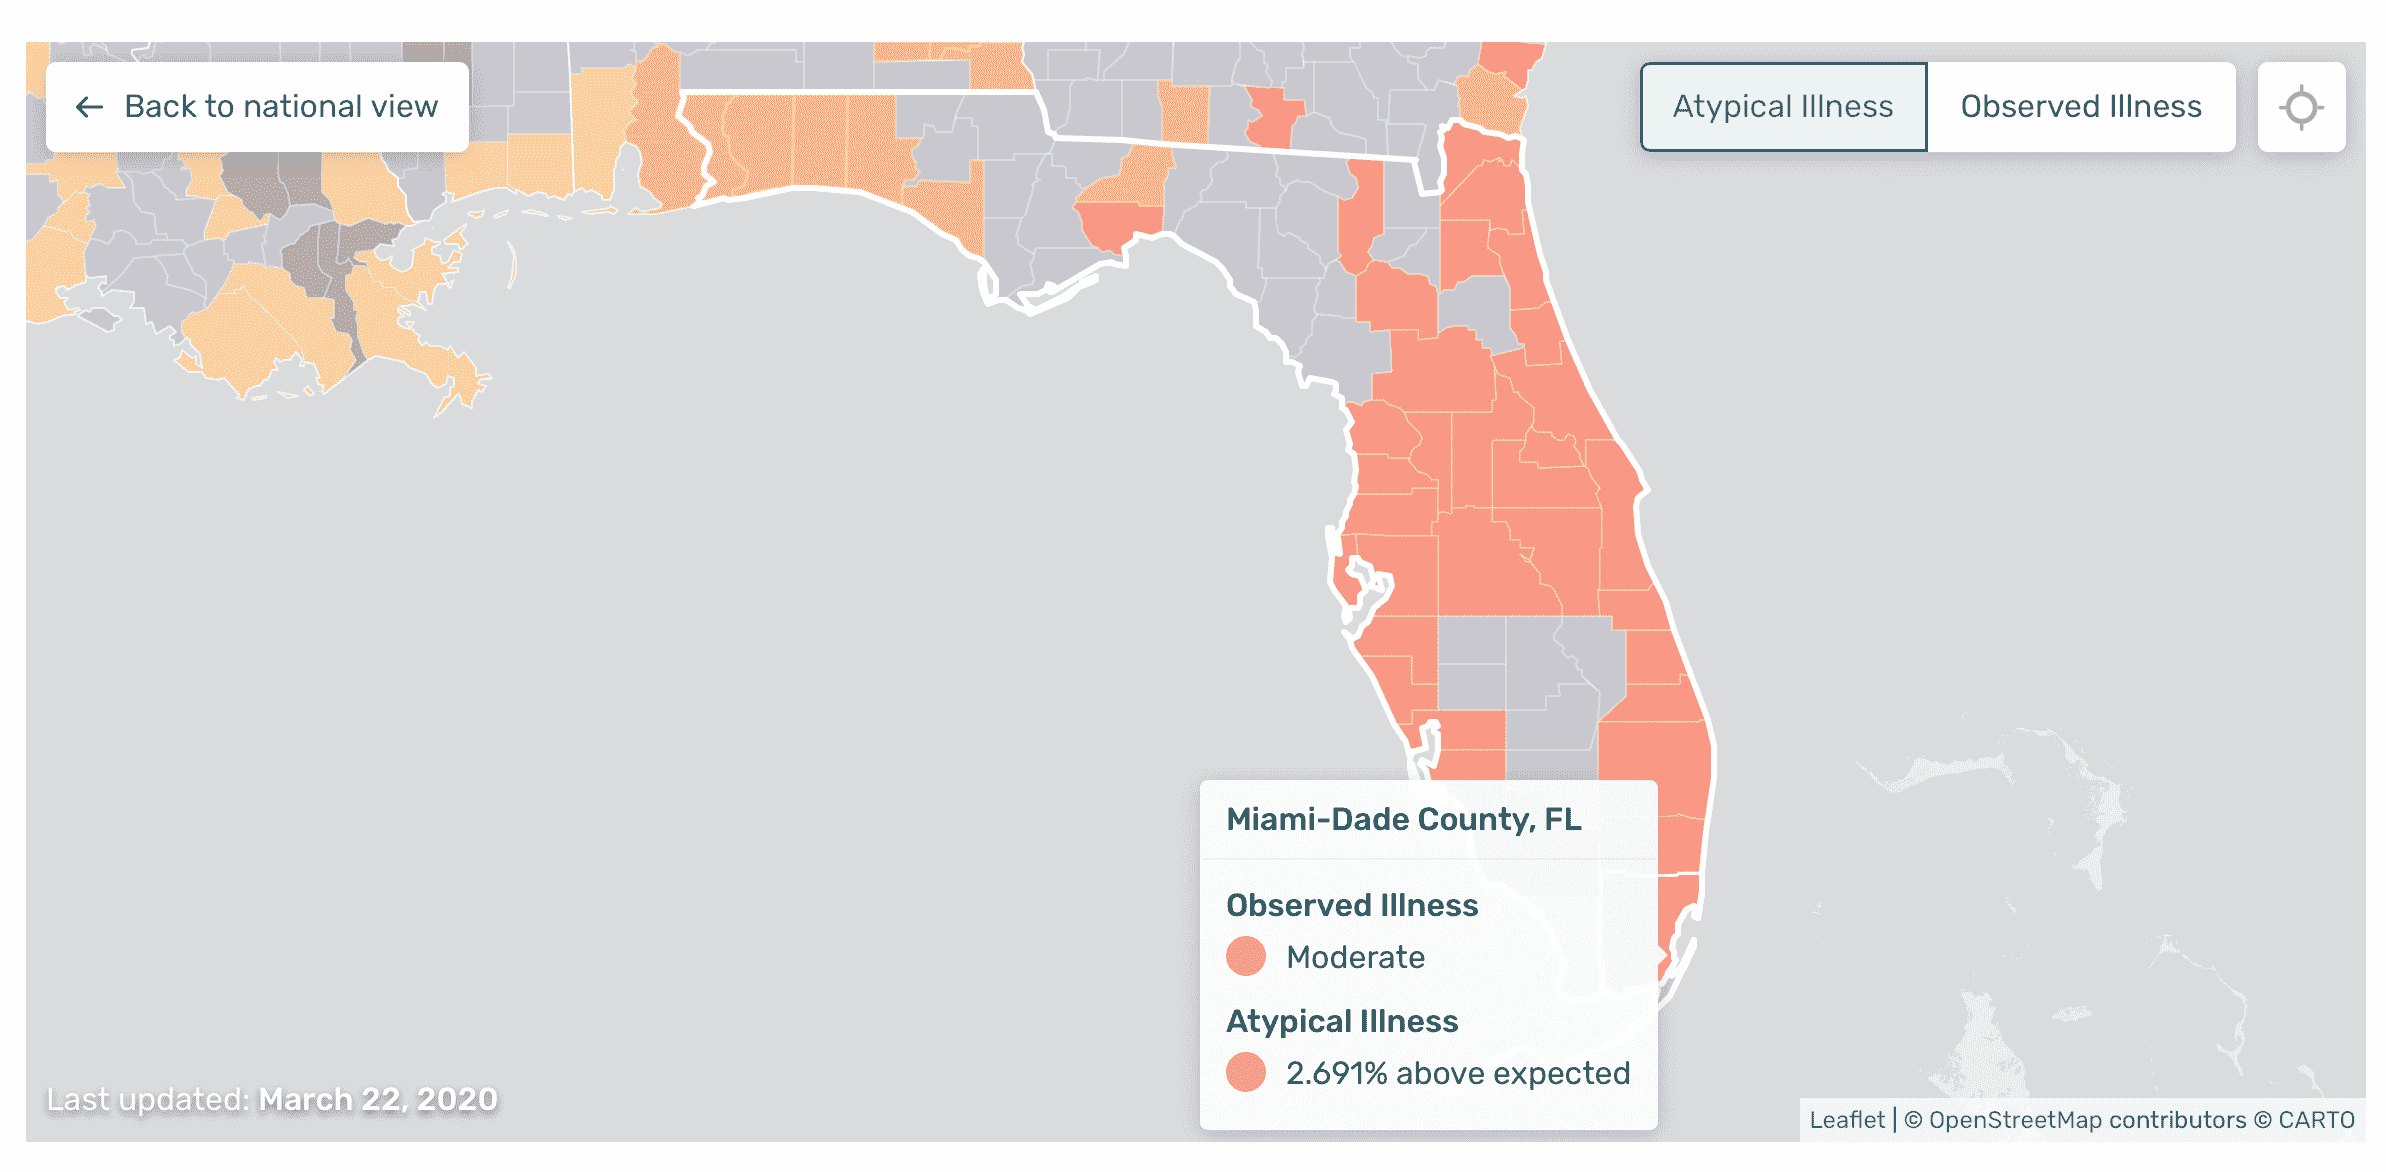 ← Back to national view
Atypical Illness
Observed Illness
Miami-Dade County, FL
Observed Illness
Moderate
Atypical Illness
2.691% above expected
Last updated: March 22, 2020
Leaflet | © OpenStreetMap contributors © CARTO